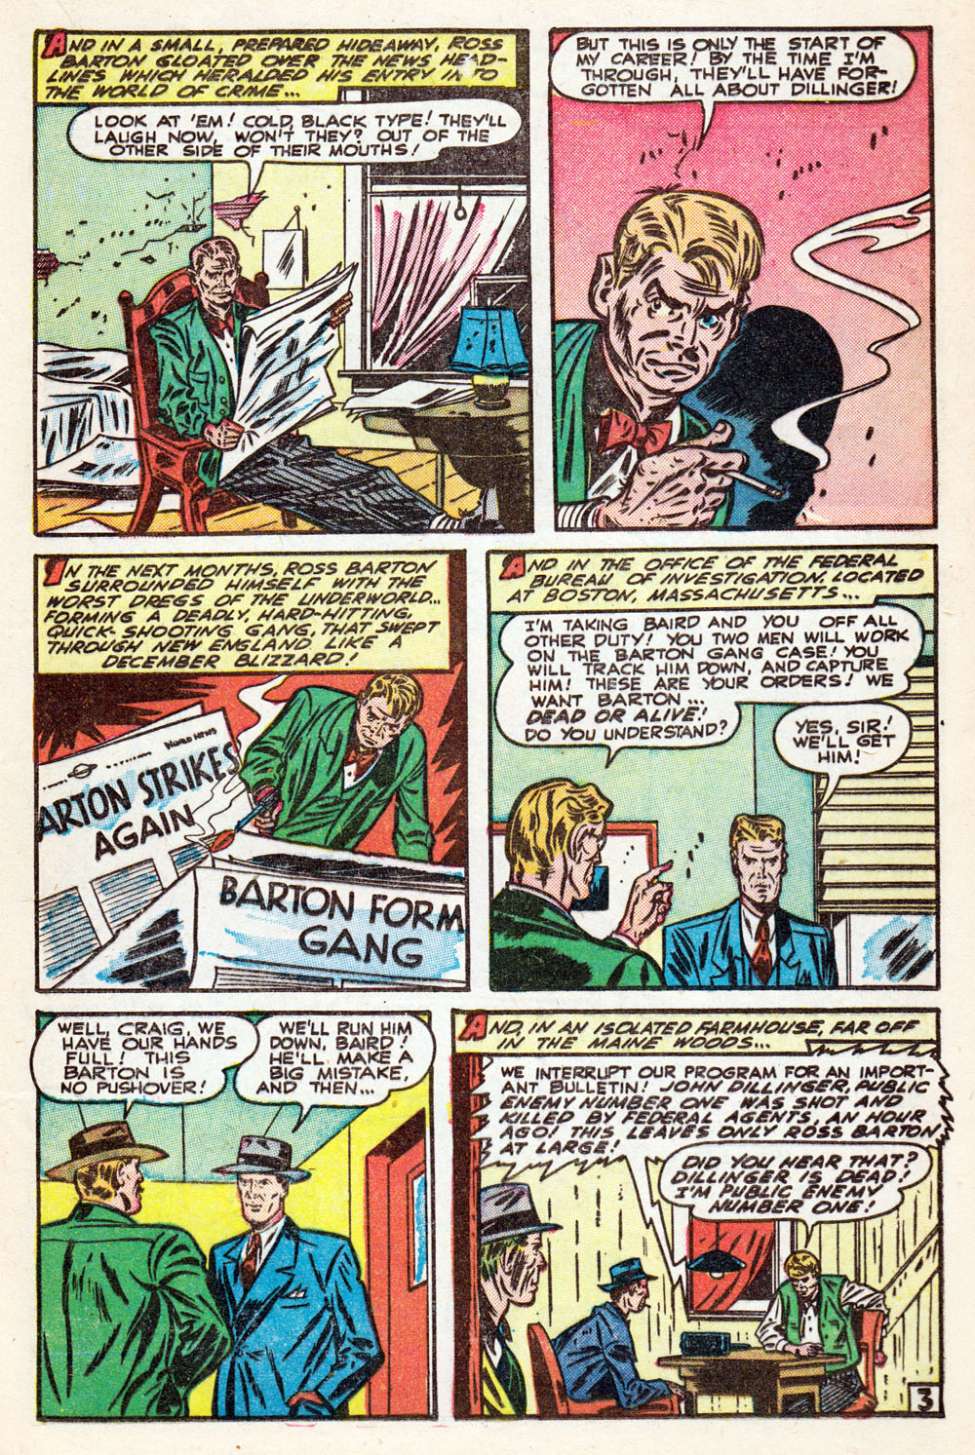 AND IN A SMALL, PREPARED HIDEAWAY, ROSS
BARTON GLOATED OVER THE NEWS HEAD-
LINES WHICH HERALDED HIS ENTRY INTO
THE WORLD OF CRIME...
LOOK AT 'EM! COLD, BLACK TYPE! THEY'LL
LAUGH NOW, WON'T THEY? OUT OF THE
OTHER SIDE OF THEIR MOUTHS!
BUT THIS IS ONLY THE START OF
MY CAREER! BY THE TIME I'M
THROUGH, THEY'LL HAVE FOR-
GOTTEN ALL ABOUT DILLINGER!
IN THE NEXT MONTHS, ROSS BARTON
SURROUNDED HIMSELF WITH THE
WORST DREGS OF THE UNDERWORLD...
FORMING A DEADLY, HARD-HITTING,
QUICK-SHOOTING GANG, THAT SWEPT
THROUGH NEW ENGLAND LIKE A
DECEMBER BLIZZARD!
WORLD NEWS
ARTON STRIKES
AGAIN
BARTON FORM
GANG
AND IN THE OFFICE OF THE FEDERAL
BUREAU OF INVESTIGATION, LOCATED
AT BOSTON, MASSACHUSETTS...
I'M TAKING BAIRD AND YOU OFF ALL
OTHER DUTY! YOU TWO MEN WILL WORK
ON THE BARTON GANG CASE! YOU
WILL TRACK HIM DOWN, AND CAPTURE
HIM! THESE ARE YOUR ORDERS! WE
WANT BARTON...
DEAD OR ALIVE!
DO YOU UNDERSTAND?
YES, SIR!
WE'LL GET
HIM!
WELL, CRAIG, WE
HAVE OUR HANDS
FULL! THIS
BARTON IS
NO PUSHOVER!
WE'LL RUN HIM
DOWN, BAIRD!
HE'LL MAKE A
BIG MISTAKE,
AND THEN...
AND, IN AN ISOLATED FARMHOUSE, FAR OFF
IN THE MAINE WOODS...
WE INTERRUPT OUR PROGRAM FOR AN IMPORT-
ANT BULLETIN! JOHN DILLINGER, PUBLIC
ENEMY NUMBER ONE WAS SHOT AND
KILLED BY FEDERAL AGENTS, AN HOUR
AGO! THIS LEAVES ONLY ROSS BARTON
AT LARGE!
DID YOU HEAR THAT?
DILLINGER IS DEAD!
I'M PUBLIC ENEMY
NUMBER ONE!
3